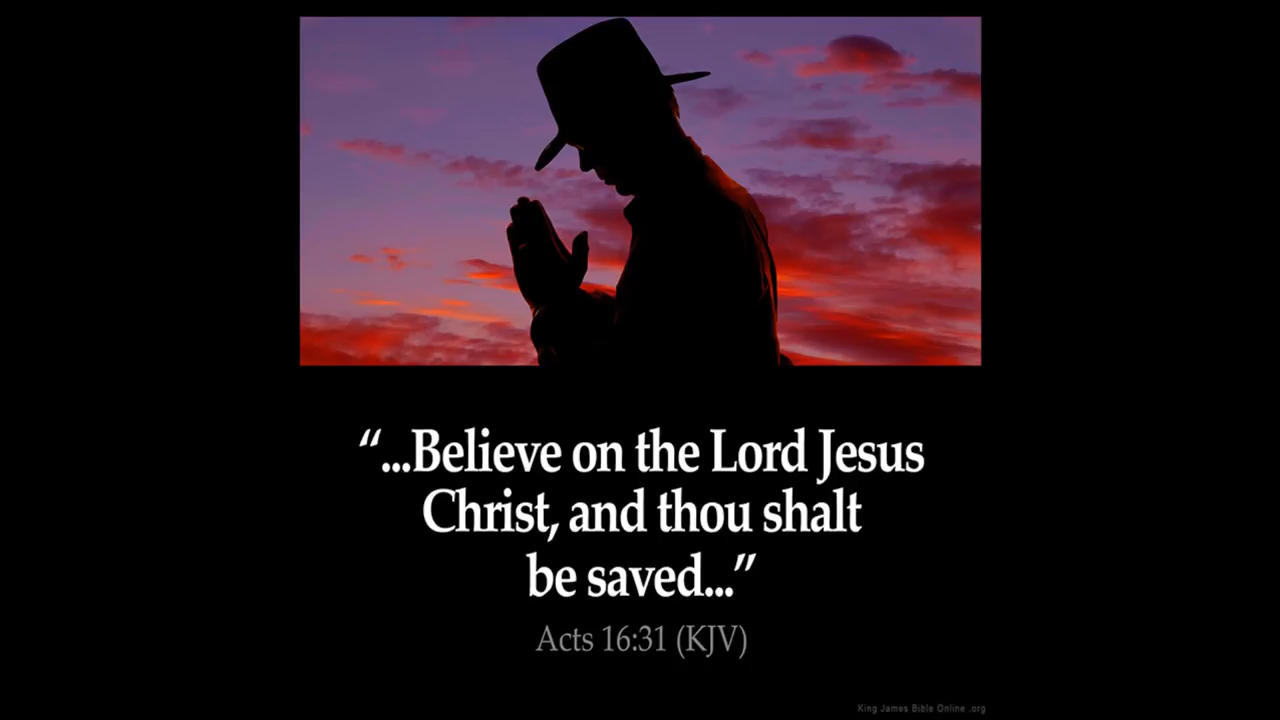 “...Believe on the Lord Jesus
Christ, and thou shalt
be saved...”
Acts 16:31 (KJV)
King James Bible Online .org